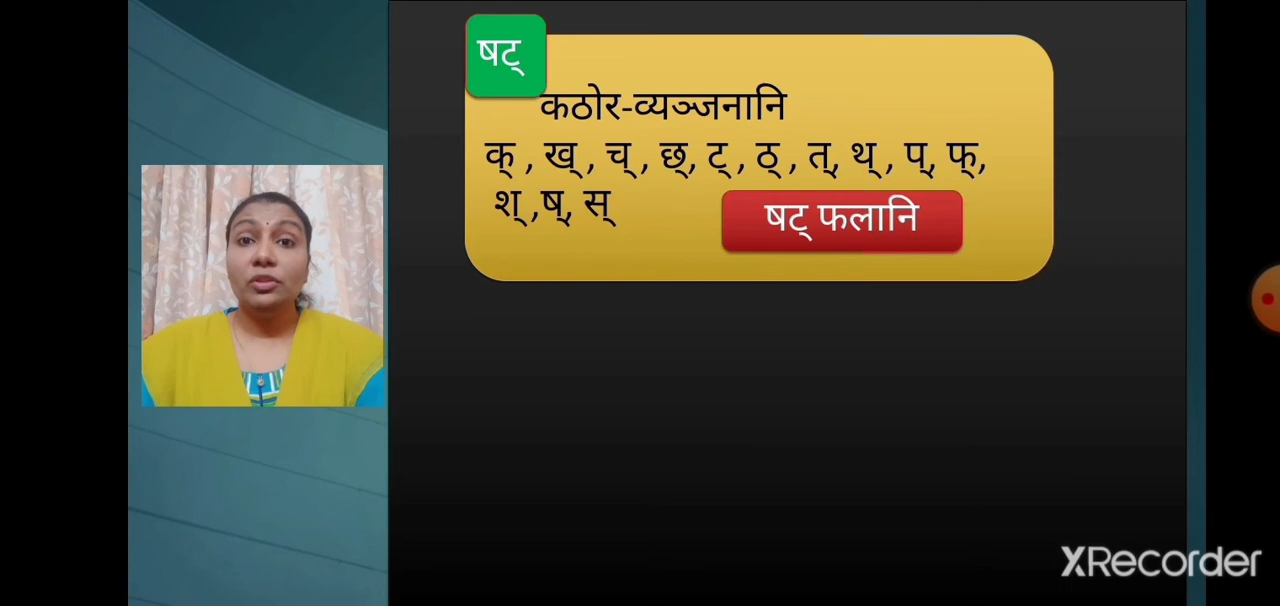 षट्
कठोर-व्यञ्जनानि
क् , ख् , च् , छ्, ट् , ठ् , त्, थ् , प्, फ्,
श् ,ष्, स्
षट् फलानि
XRecorder